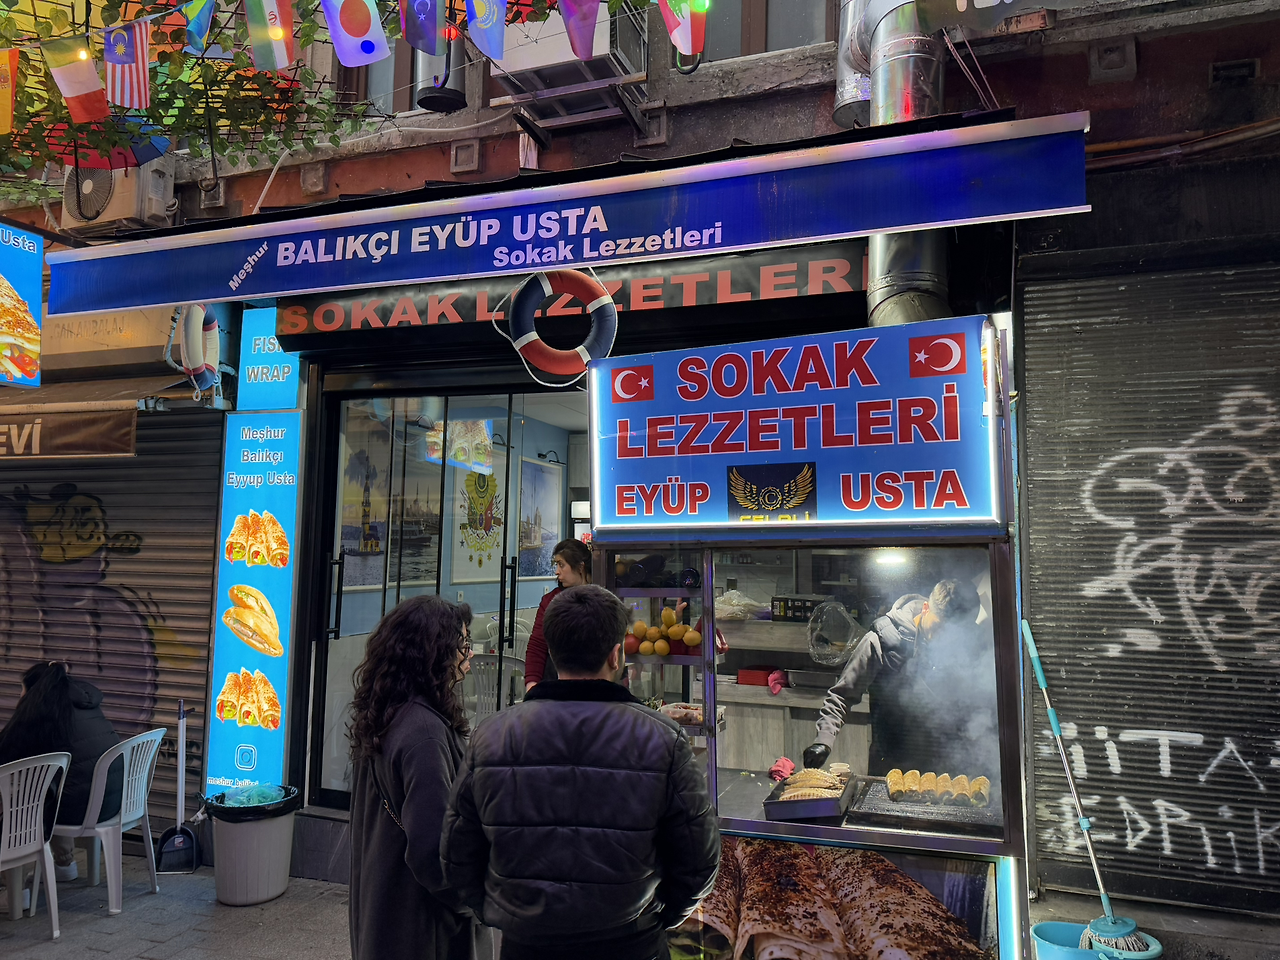 Usta
Meşhur BALIKÇI EYÜP USTA
Sokak Lezzetleri
SOKAK LEZZETLERİ
FISH
WRAP
EVİ
Meşhur
Balıkçı
Eyyup Usta
SOKAK
LEZZETLERİ
EYÜP USTA